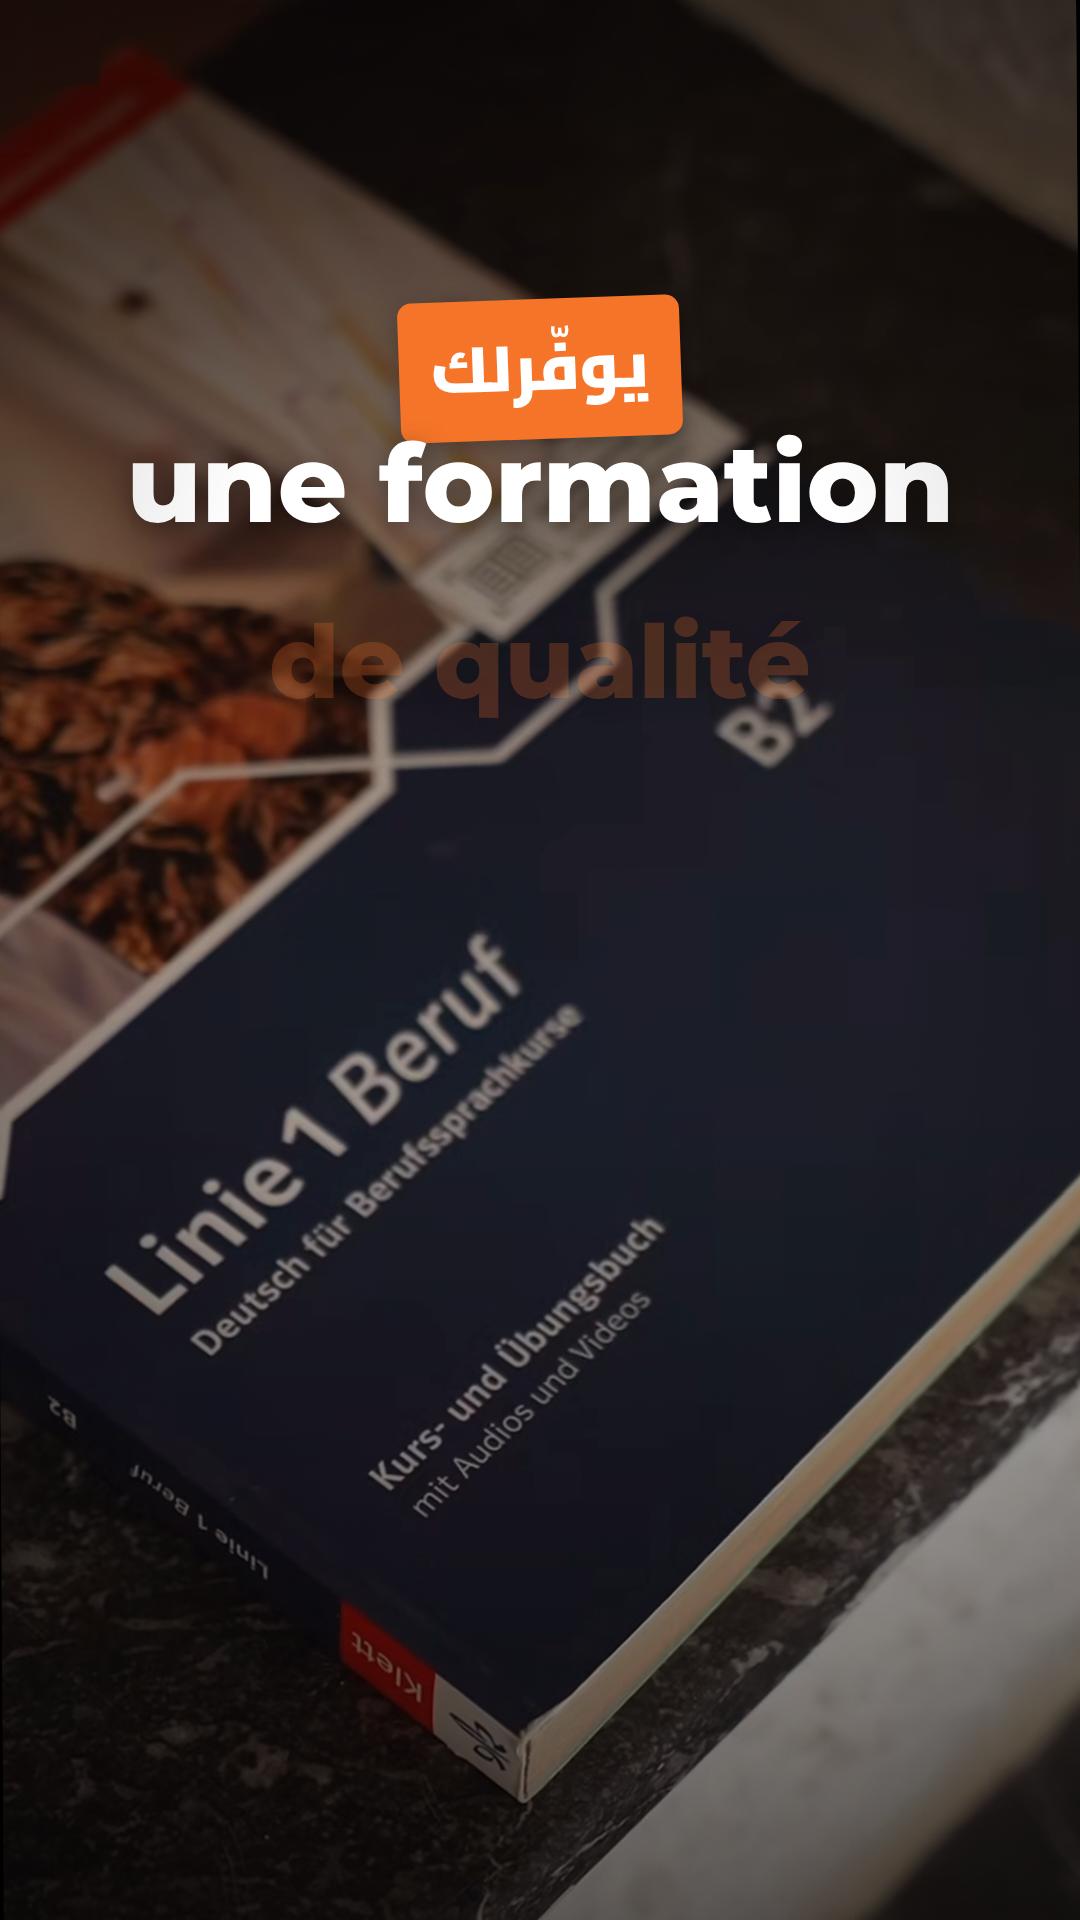 يوفّرلك
une formation
de qualité
B2
Linie 1 Beruf
Deutsch für Berufssprachkurse
Kurs- und Übungsbuch
mit Audios und Videos
B2
Linie 1 Beruf
Klett